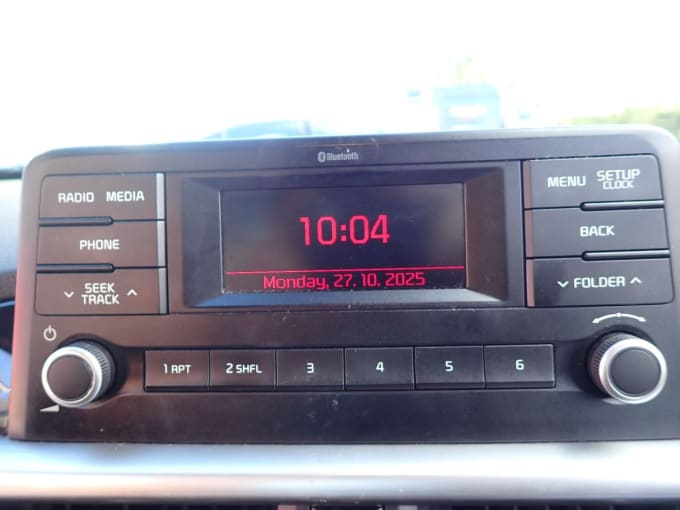 Bluetooth
RADIO MEDIA
PHONE
SEEK
TRACK
10:04
Monday, 27. 10, 2025
MENU SETUP
CLOCK
BACK
FOLDER
1 RPT
2 SHFL
3
4
5
6